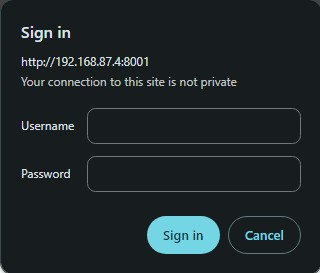 Sign in
http://192.168.87.4:8001
Your connection to this site is not private
Username
Password
Sign in
Cancel